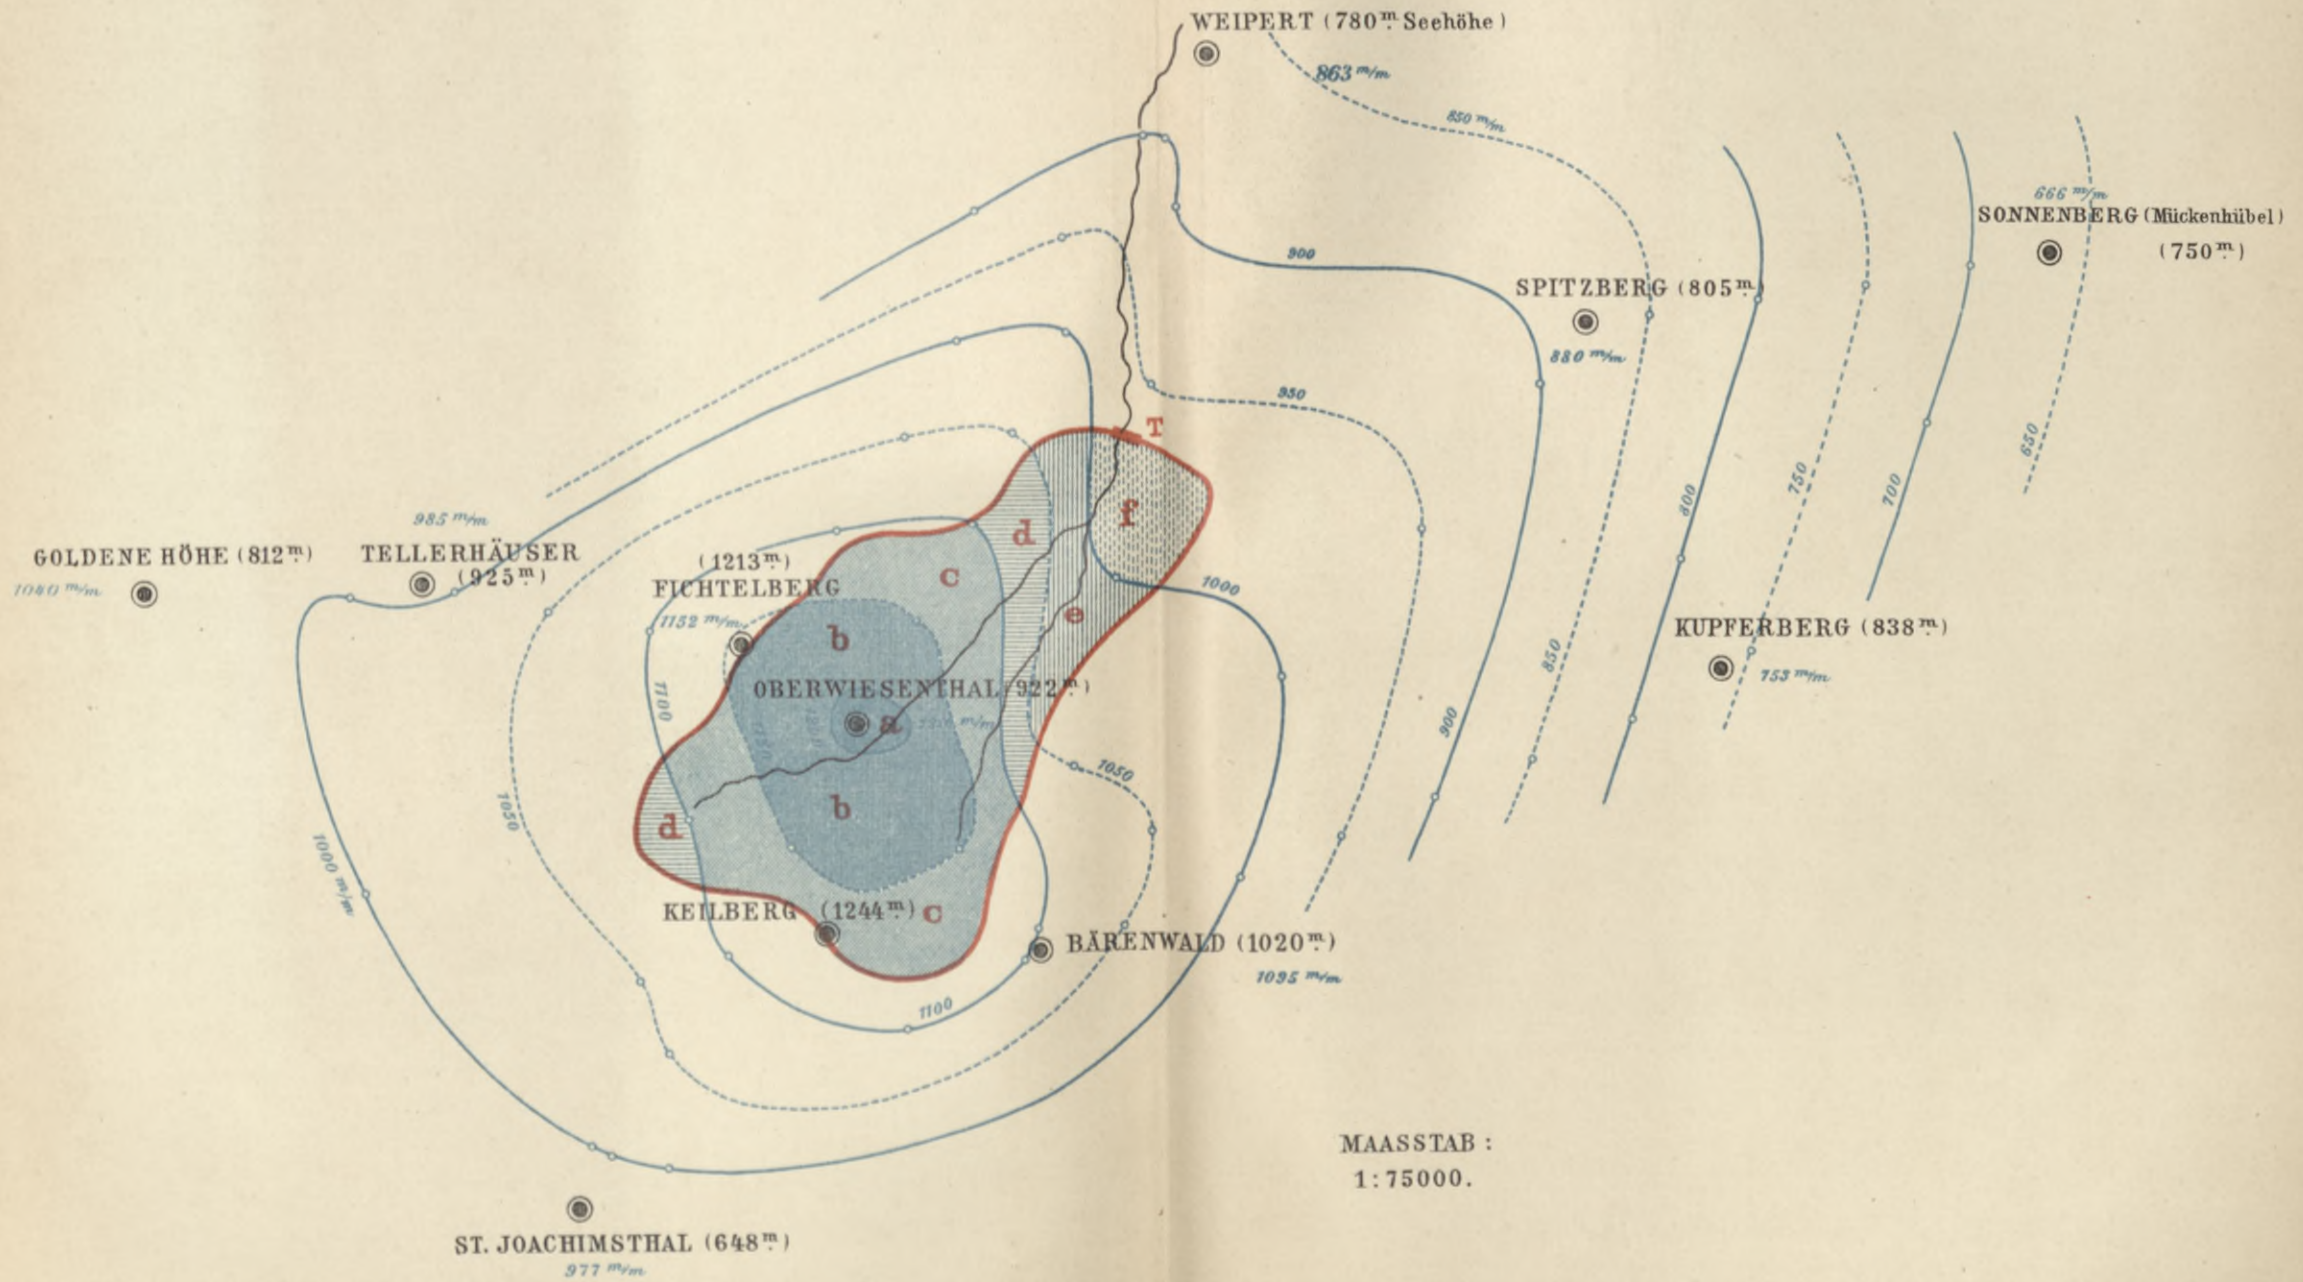 WEIPERT (780m. Seehöhe)
863 m/m
850 m/m
666 m/m
SONNENBERG (Mückenhübel)
(750m.)
900
SPITZBERG (805m.)
880 m/m
950
T
650
750
700
800
985 m/m
GOLDENE HÖHE (812m.)
TELLERHÄUSER
(925m.)
1040 m/m
(1213m.)
FICHTELBERG
1152 m/m
d
f
c
e
b
1000
KUPFERBERG (838m.)
753 m/m
850
OBERWIESENTHAL (922m.)
a
1100
900
1050
1050
b
d
1000 m/m
KEILBERG (1244m.)
c
BÄRENWALD (1020m.)
1095 m/m
1100
MAASSTAB :
1:75000.
ST. JOACHIMSTHAL (648m.)
977 m/m